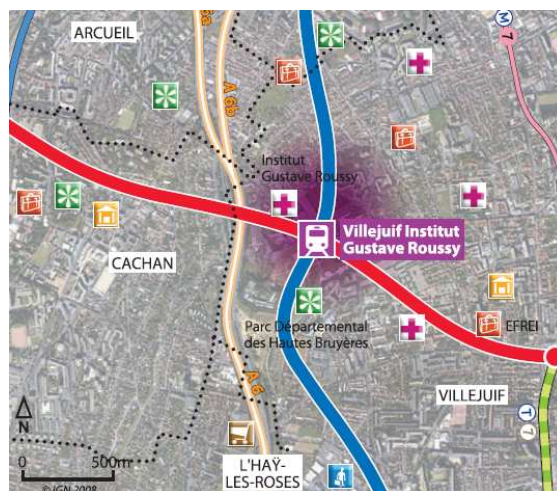 ARCUEIL
M
7
A 6b
Institut
Gustave Roussy
Villejuif Institut
Gustave Roussy
CACHAN
EFREI
Parc Départemental
des Hautes Bruyères
A 6
VILLEJUIF
T 7
N
0 500m
L'HAŸ-
LES-ROSES
© IGN 2008